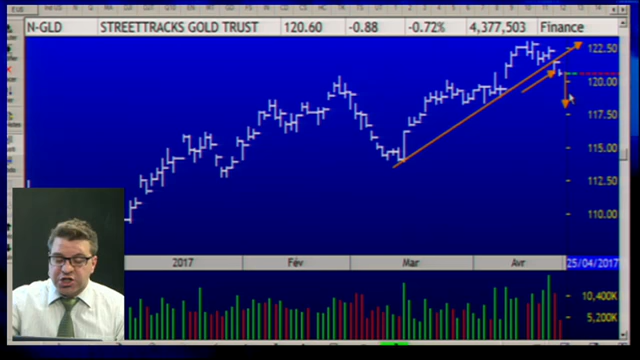 N-GLD STREETTRACKS GOLD TRUST 120.60 -0.88 -0.72% 4,377,503 Finance
122.50
120.00
117.50
115.00
112.50
110.00
2017 Fév Mar Avr 25/04/2017
10,400K
5,200K